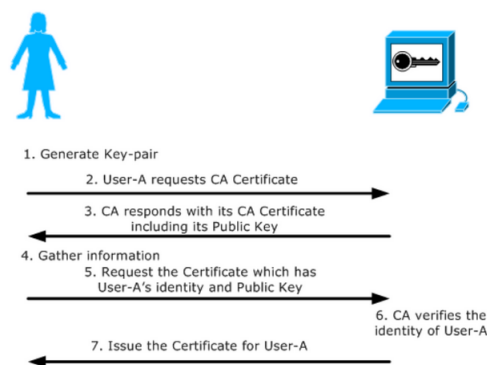 1. Generate Key-pair
2. User-A requests CA Certificate
3. CA responds with its CA Certificate
including its Public Key
4. Gather information
5. Request the Certificate which has
User-A's identity and Public Key
6. CA verifies the
identity of User-A
7. Issue the Certificate for User-A